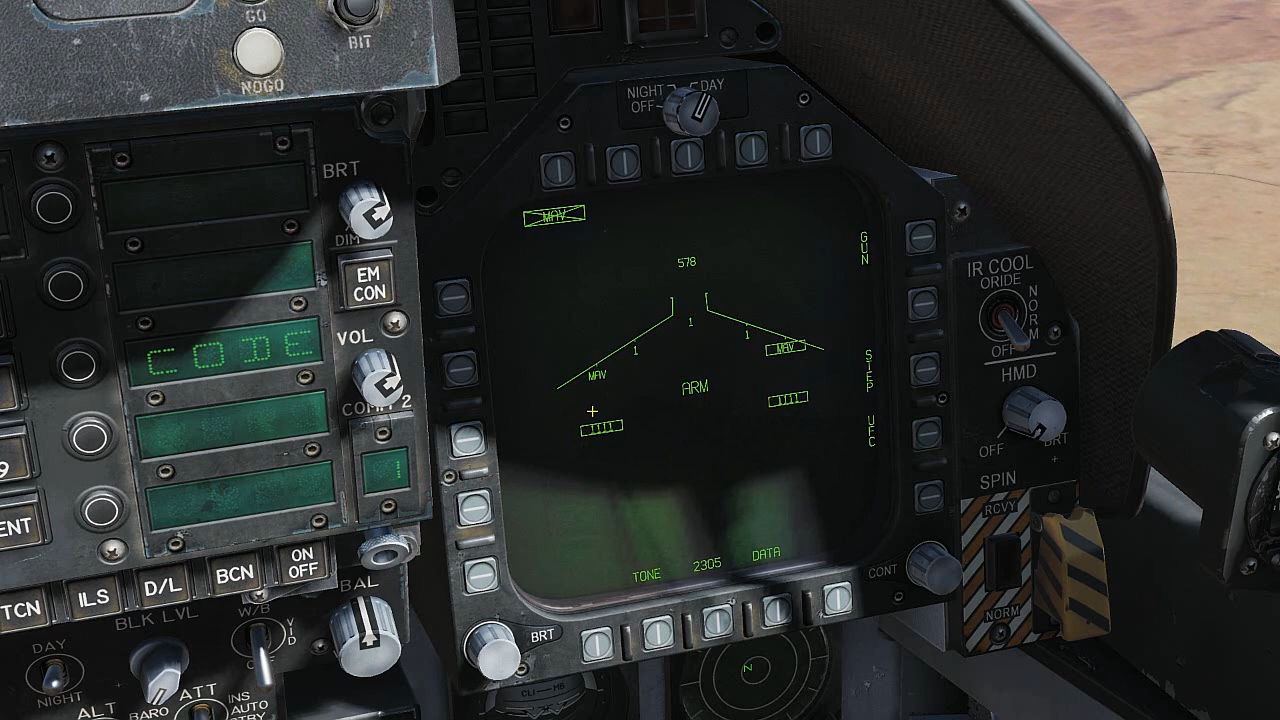 GO
BIT
NOGO
BRT
DIM
EM
CON
VOL
CODE
COMM 2
1
9
ENT
TCN
ILS
D/L
BCN
ON
OFF
BAL
BLK LVL
W/B
VID
DAY
NIGHT
ALT
BARO
ATT
INS
AUTO
NIGHT
DAY
OFF
MAV
578
GUN
1
1
1
MAV
MAV
ARM
STEP
UFC
TONE
2305
DATA
BRT
CONT
N
IR COOL
ORIDE
NORM
OFF
HMD
OFF
BRT
SPIN
RCVY
NORM